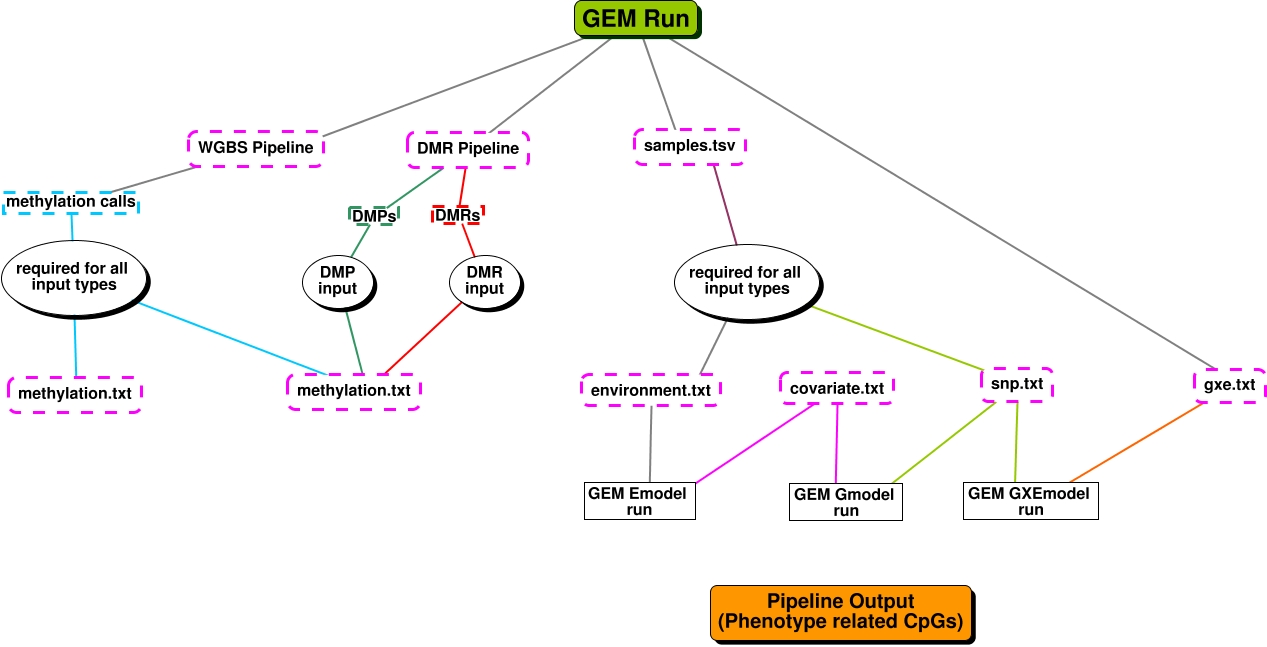 GEM Run
WGBS Pipeline
DMR Pipeline
samples.tsv
methylation calls
DMPs
DMRs
required for all
input types
DMP
input
DMR
input
required for all
input types
methylation.txt
methylation.txt
environment.txt
covariate.txt
snp.txt
gxe.txt
GEM Emodel
run
GEM Gmodel
run
GEM GXEmodel
run
Pipeline Output
(Phenotype related CpGs)